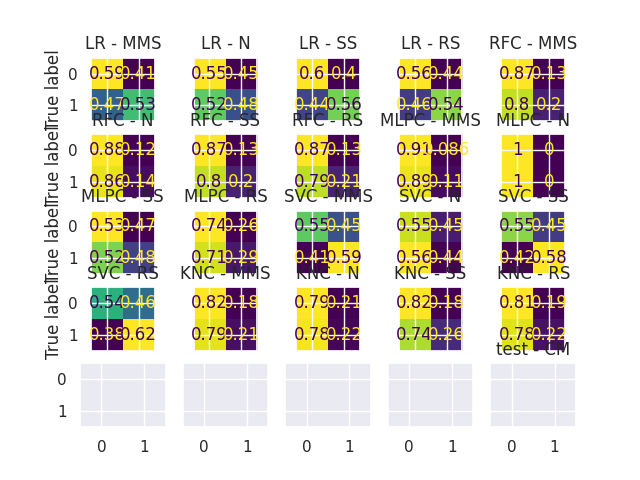 LR - MMS LR - N LR - SS LR - RS RFC - MMS
True label 0 0.59 0.41 0.55 0.45 0.6 0.4 0.56 0.44 0.87 0.13
1 0.47 0.53 0.52 0.48 0.44 0.56 0.46 0.54 0.8 0.2
RFC - N RFC - SS RFC - RS MLPC - MMS MLPC - N
True label 0 0.88 0.12 0.87 0.13 0.87 0.13 0.91 0.086 1 0
1 0.86 0.14 0.8 0.2 0.79 0.21 0.89 0.11 1 0
MLPC - SS MLPC - RS SVC - MMS SVC - N SVC - SS
True label 0 0.53 0.47 0.74 0.26 0.55 0.45 0.55 0.45 0.55 0.45
1 0.52 0.48 0.71 0.29 0.41 0.59 0.56 0.44 0.42 0.58
SVC - RS KNC - MMS KNC - N KNC - SS KNC - RS
True label 0 0.54 0.46 0.82 0.18 0.79 0.21 0.82 0.18 0.81 0.19
1 0.38 0.62 0.79 0.21 0.78 0.22 0.74 0.26 0.78 0.22
test - CM
0
1
0 1 0 1 0 1 0 1 0 1